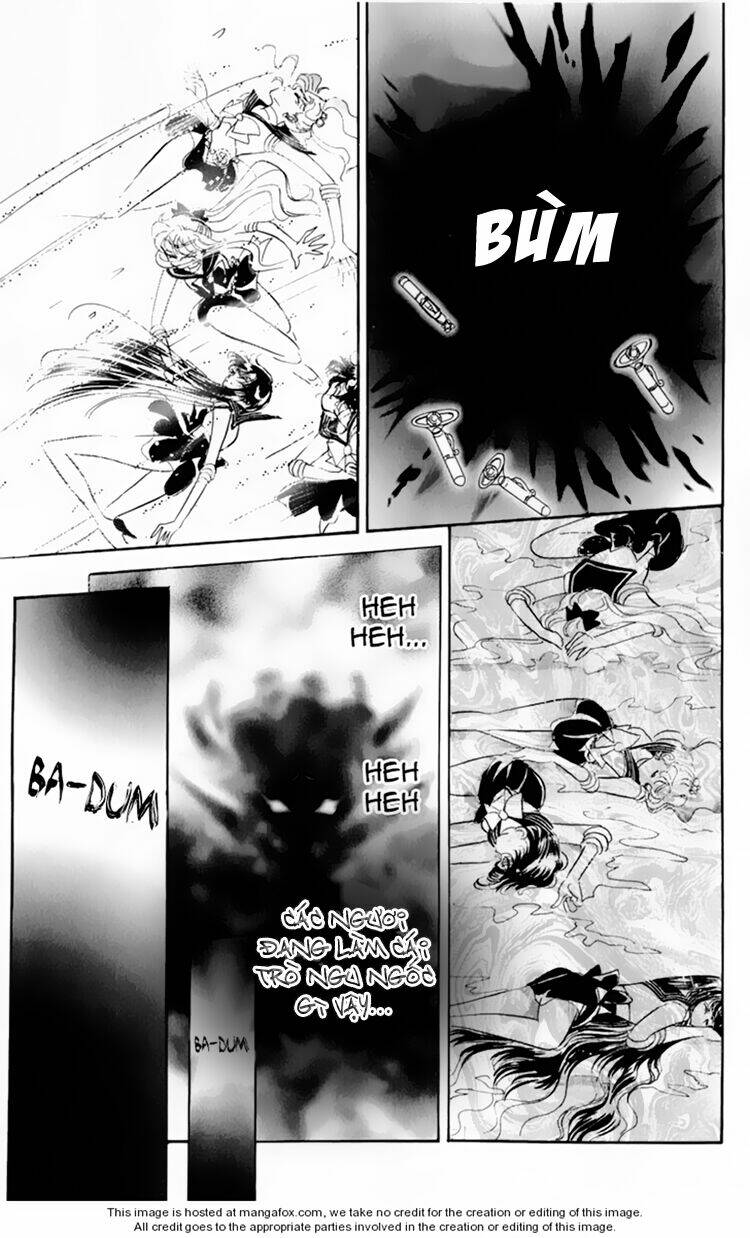 BÙM
HEH
HEH...
HEH
HEH
CÁC NGƯƠI
ĐANG LÀM CÁI
TRÒ NGU NGỐC
GÌ VẬY...
BA-DUM
BA-DUM
This image is hosted at mangafox.com, we take no credit for the creation or editing of this image.
All credit goes to the appropriate parties involved in the creation or editing of this image.